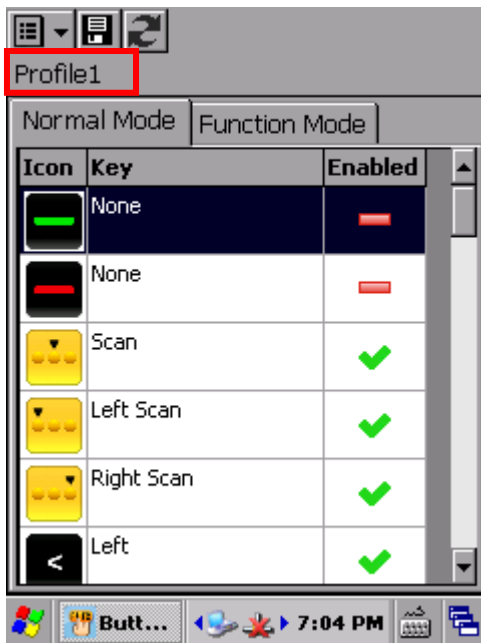 Profile1
Normal Mode Function Mode
Icon Key Enabled
None
None
Scan
Left Scan
Right Scan
< Left
Butt... 7:04 PM